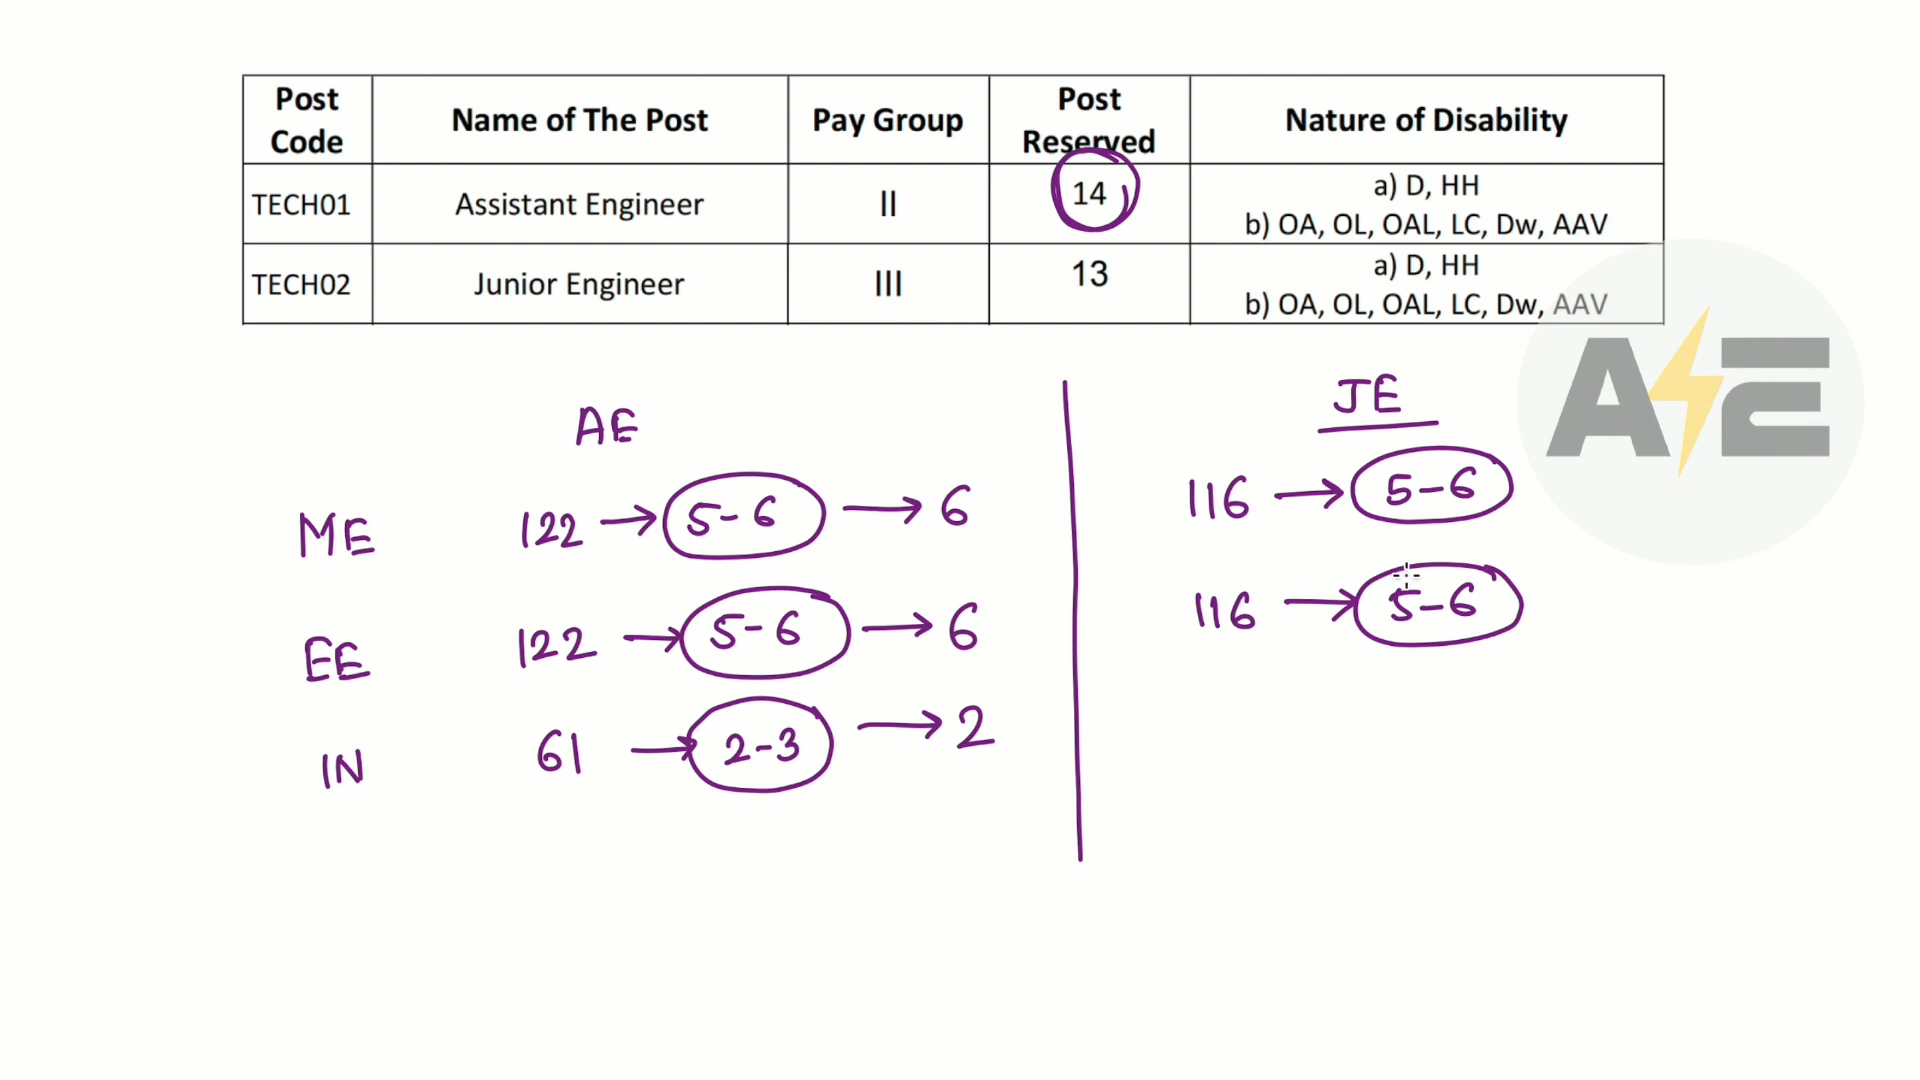 Post Code Name of The Post Pay Group Post Reserved Nature of Disability
TECH01 Assistant Engineer II 14 a) D, HH
b) OA, OL, OAL, LC, Dw, AAV
TECH02 Junior Engineer III 13 a) D, HH
b) OA, OL, OAL, LC, Dw, AAV
AE JE
ME 122 → 5-6 → 6 116 → 5-6
EE 122 → 5-6 → 6 116 → 5-6
IN 61 → 2-3 → 2
AE